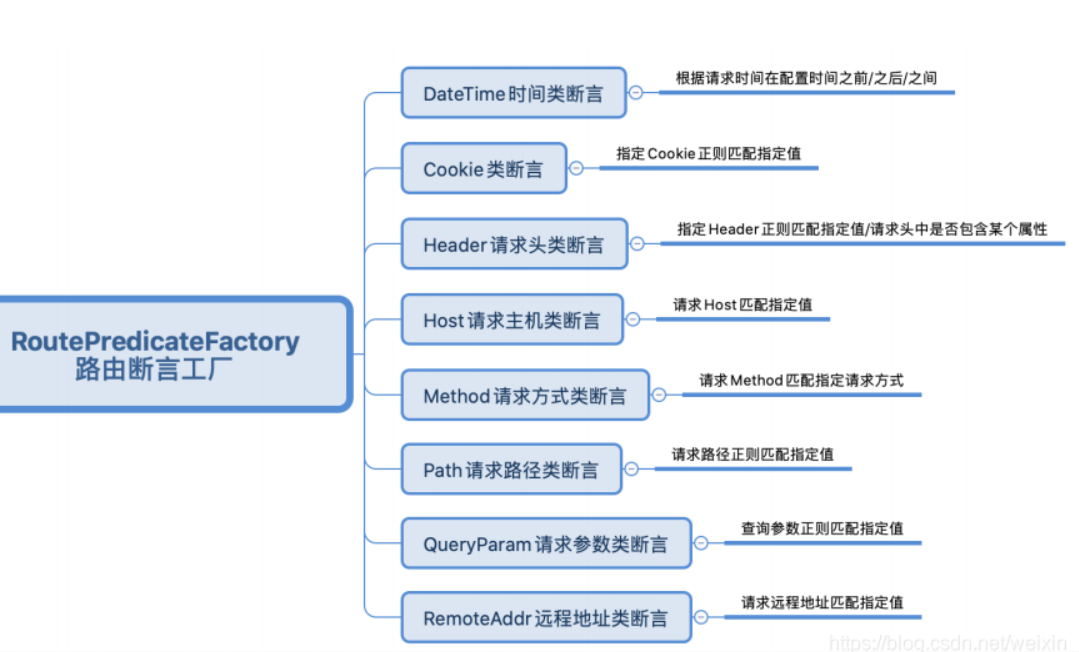 DateTime时间类断言
根据请求时间在配置时间之前/之后/之间
Cookie类断言
指定Cookie正则匹配指定值
Header请求头类断言
指定Header正则匹配指定值/请求头中是否包含某个属性
Host请求主机类断言
请求Host匹配指定值
RoutePredicateFactory
路由断言工厂
Method请求方式类断言
请求Method匹配指定请求方式
Path请求路径类断言
请求路径正则匹配指定值
QueryParam请求参数类断言
查询参数正则匹配指定值
RemoteAddr远程地址类断言
请求远程地址匹配指定值
https://blog.csdn.net/weixin